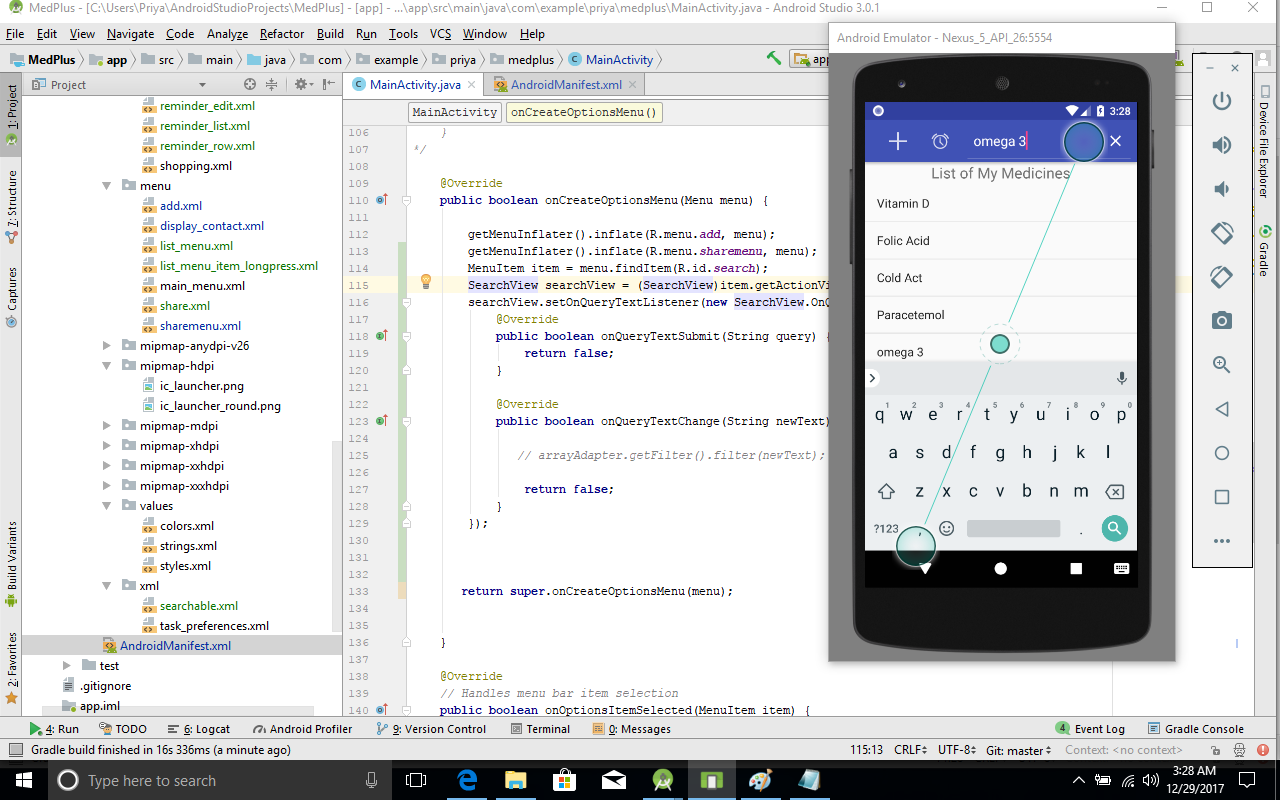 MedPlus - [C:\Users\Priya\AndroidStudioProjects\MedPlus] - [app] - ...\app\src\main\java\com\example\priya\medplus\MainActivity.java - Android Studio 3.0.1
File Edit View Navigate Code Analyze Refactor Build Run Tools VCS Window Help
MedPlus app src main java com example priya medplus MainActivity app
Project
MainActivity.java
AndroidManifest.xml
MainActivity onCreateOptionsMenu()
1: Project
7: Structure
Captures
Build Variants
2: Favorites
reminder_edit.xml
reminder_list.xml
reminder_row.xml
shopping.xml
menu
add.xml
display_contact.xml
list_menu.xml
list_menu_item_longpress.xml
main_menu.xml
share.xml
sharemenu.xml
mipmap-anydpi-v26
mipmap-hdpi
ic_launcher.png
ic_launcher_round.png
mipmap-mdpi
mipmap-xhdpi
mipmap-xxhdpi
mipmap-xxxhdpi
values
colors.xml
strings.xml
styles.xml
xml
searchable.xml
task_preferences.xml
AndroidManifest.xml
test
.gitignore
app.iml
106 }
107 */
108
109 @Override
110 public boolean onCreateOptionsMenu(Menu menu) {
111
112 getMenuInflater().inflate(R.menu.add, menu);
113 getMenuInflater().inflate(R.menu.sharemenu, menu);
114 MenuItem item = menu.findItem(R.id.search);
115 SearchView searchView = (SearchView)item.getActionVi
116 searchView.setOnQueryTextListener(new SearchView.OnQ
117 @Override
118 public boolean onQueryTextSubmit(String query) {
119 return false;
120 }
121
122 @Override
123 public boolean onQueryTextChange(String newText)
124
125 // arrayAdapter.getFilter().filter(newText);
126
127 return false;
128 }
129 });
130
131
132
133 return super.onCreateOptionsMenu(menu);
134
135
136 }
137
138 @Override
139 // Handles menu bar item selection
140 public boolean onOptionsItemSelected(MenuItem item) {
Android Emulator - Nexus_5_API_26:5554
3:28
omega 3
List of My Medicines
Vitamin D
Folic Acid
Cold Act
Paracetemol
omega 3
1 2 3 4 5 6 7 8 9 0
q w e r t y u i o p
a s d f g h j k l
z x c v b n m
?123 , .
Device File Explorer
Gradle
4: Run TODO 6: Logcat Android Profiler 9: Version Control Terminal 0: Messages 4 Event Log Gradle Console
Gradle build finished in 16s 336ms (a minute ago) 115:13 CRLF UTF-8 Git: master Context: <no context>
Type here to search
3:28 AM
12/29/2017